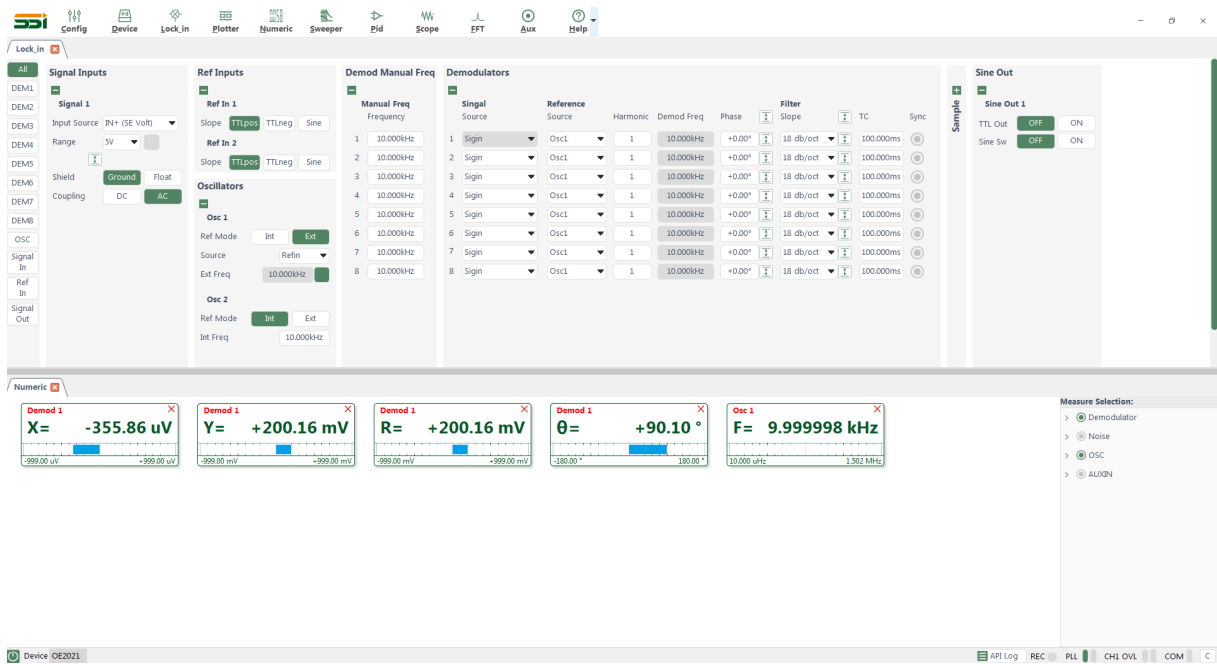 SSI
Config Device Lock_in Plotter Numeric Sweeper Pid Scope FFT Aux Help
Lock_in
All
DEM1
DEM2
DEM3
DEM4
DEM5
DEM6
DEM7
DEM8
OSC
Signal
In
Ref
In
Signal
Out
Signal Inputs
Signal 1
Input Source IN+ (SE Volt)
Range 5V
Shield Ground Float
Coupling DC AC
Ref Inputs
Ref In 1
Slope TTLpos TTLneg Sine
Ref In 2
Slope TTLpos TTLneg Sine
Oscillators
Osc 1
Ref Mode Int Ext
Source Refin
Ext Freq 10.000kHz
Osc 2
Ref Mode Int Ext
Int Freq 10.000kHz
Demod Manual Freq
Manual Freq
Frequency
1 10.000kHz
2 10.000kHz
3 10.000kHz
4 10.000kHz
5 10.000kHz
6 10.000kHz
7 10.000kHz
8 10.000kHz
Demodulators
Singal Reference Filter
Source Source Harmonic Demod Freq Phase Slope TC Sync
1 Sigin Osc1 1 10.000kHz +0.00° 18 db/oct 100.000ms
2 Sigin Osc1 1 10.000kHz +0.00° 18 db/oct 100.000ms
3 Sigin Osc1 1 10.000kHz +0.00° 18 db/oct 100.000ms
4 Sigin Osc1 1 10.000kHz +0.00° 18 db/oct 100.000ms
5 Sigin Osc1 1 10.000kHz +0.00° 18 db/oct 100.000ms
6 Sigin Osc1 1 10.000kHz +0.00° 18 db/oct 100.000ms
7 Sigin Osc1 1 10.000kHz +0.00° 18 db/oct 100.000ms
8 Sigin Osc1 1 10.000kHz +0.00° 18 db/oct 100.000ms
Sample
Sine Out
Sine Out 1
TTL Out OFF ON
Sine Sw OFF ON
Numeric
Demod 1
X= -355.86 uV
-999.00 uV +999.00 uV
Demod 1
Y= +200.16 mV
-999.00 mV +999.00 mV
Demod 1
R= +200.16 mV
-999.00 mV +999.00 mV
Demod 1
θ= +90.10 °
-180.00 ° 180.00 °
Osc 1
F= 9.999998 kHz
10.000 uHz 1.502 MHz
Measure Selection:
Demodulator
Noise
OSC
AUXIN
Device OE2021
API Log REC PLL CH1 OVL COM C